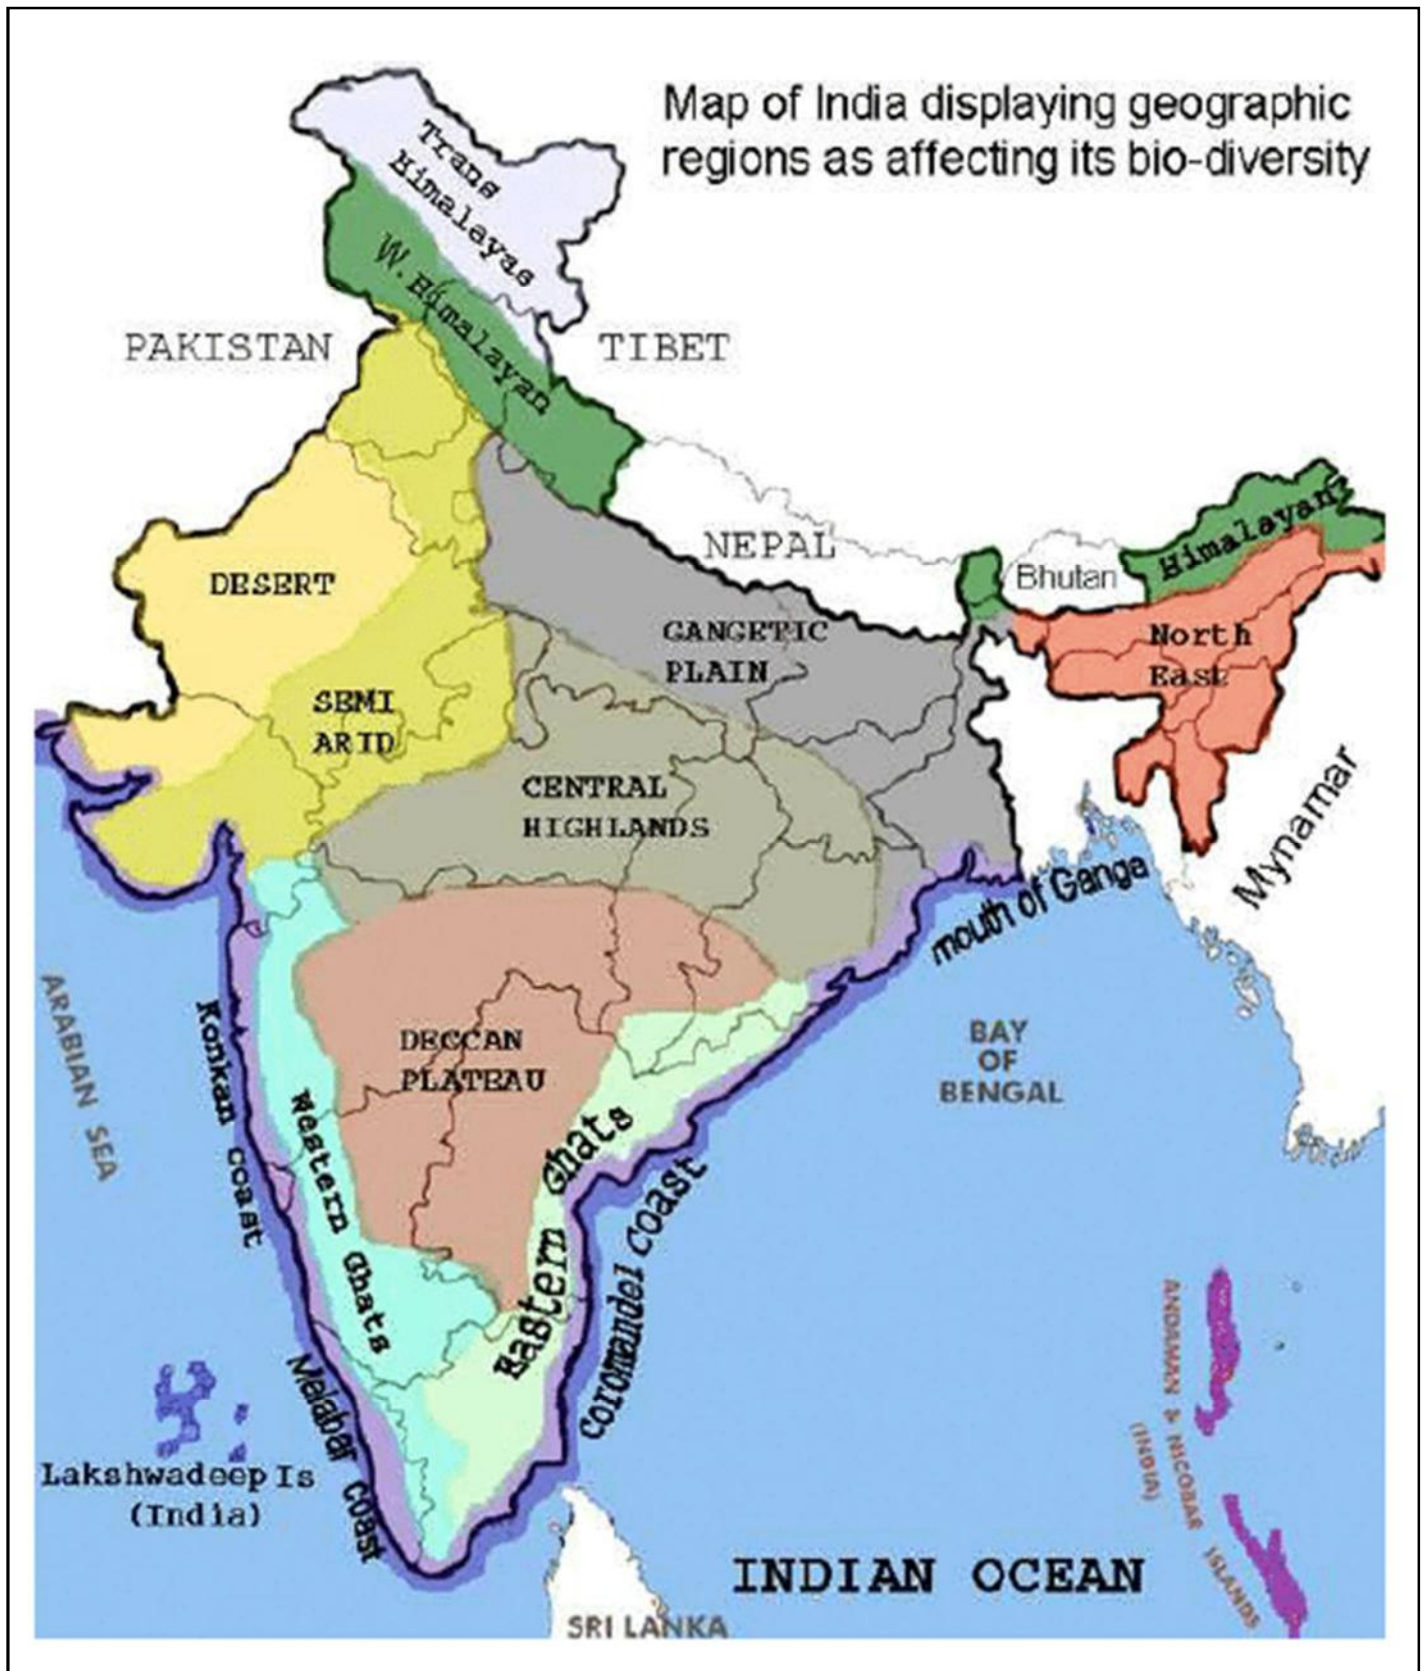 Map of India displaying geographic
regions as affecting its bio-diversity
Trans
Himalayas
W. Himalayan
PAKISTAN
TIBET
NEPAL
Bhutan
Himalayan
DESERT
GANGETIC
PLAIN
North
East
SEMI
ARID
CENTRAL
HIGHLANDS
Mynamar
mouth of Ganga
ARABIAN SEA
Konkan coast
DECCAN
PLATEAU
BAY
OF
BENGAL
Western Ghats
Eastern Ghats
coromandel coast
Malabar coast
Lakshwadeep Is
(India)
ANDAMAN & NICOBAR ISLANDS
(INDIA)
INDIAN OCEAN
SRI LANKA